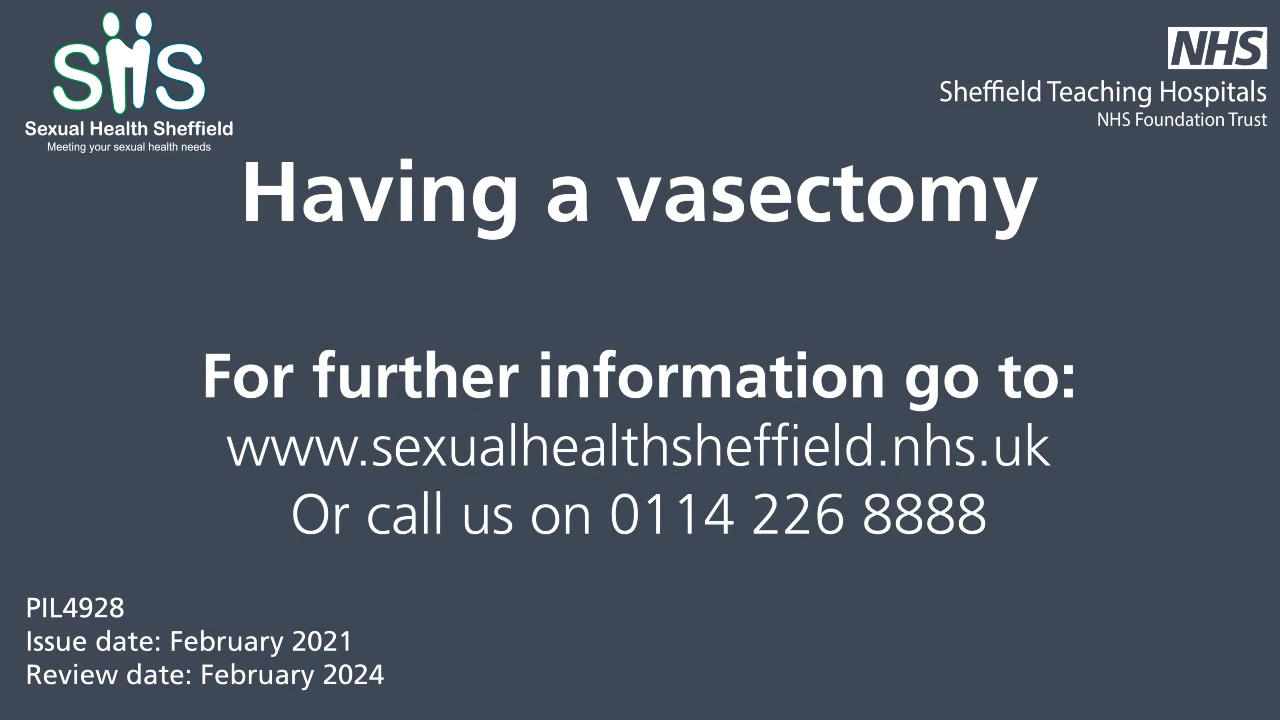 SHS
Sexual Health Sheffield
Meeting your sexual health needs
NHS
Sheffield Teaching Hospitals
NHS Foundation Trust
Having a vasectomy
For further information go to:
www.sexualhealthsheffield.nhs.uk
Or call us on 0114 226 8888
PIL4928
Issue date: February 2021
Review date: February 2024